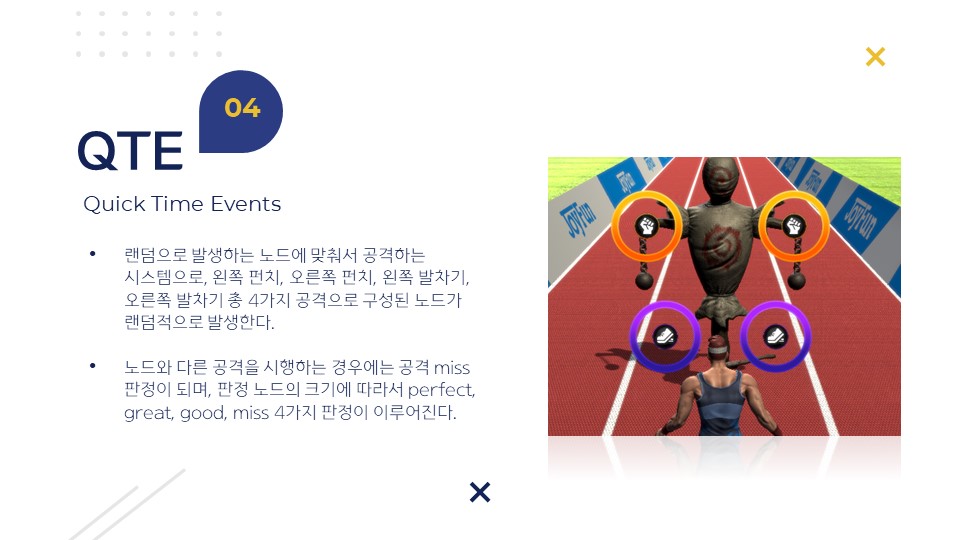 04
QTE
Quick Time Events
• 랜덤으로 발생하는 노드에 맞춰서 공격하는
시스템으로, 왼쪽 펀치, 오른쪽 펀치, 왼쪽 발차기,
오른쪽 발차기 총 4가지 공격으로 구성된 노드가
랜덤적으로 발생한다.
• 노드와 다른 공격을 시행하는 경우에는 공격 miss
판정이 되며, 판정 노드의 크기에 따라서 perfect,
great, good, miss 4가지 판정이 이루어진다.
Joyrun
Joyrun
Joyrun
Joyrun